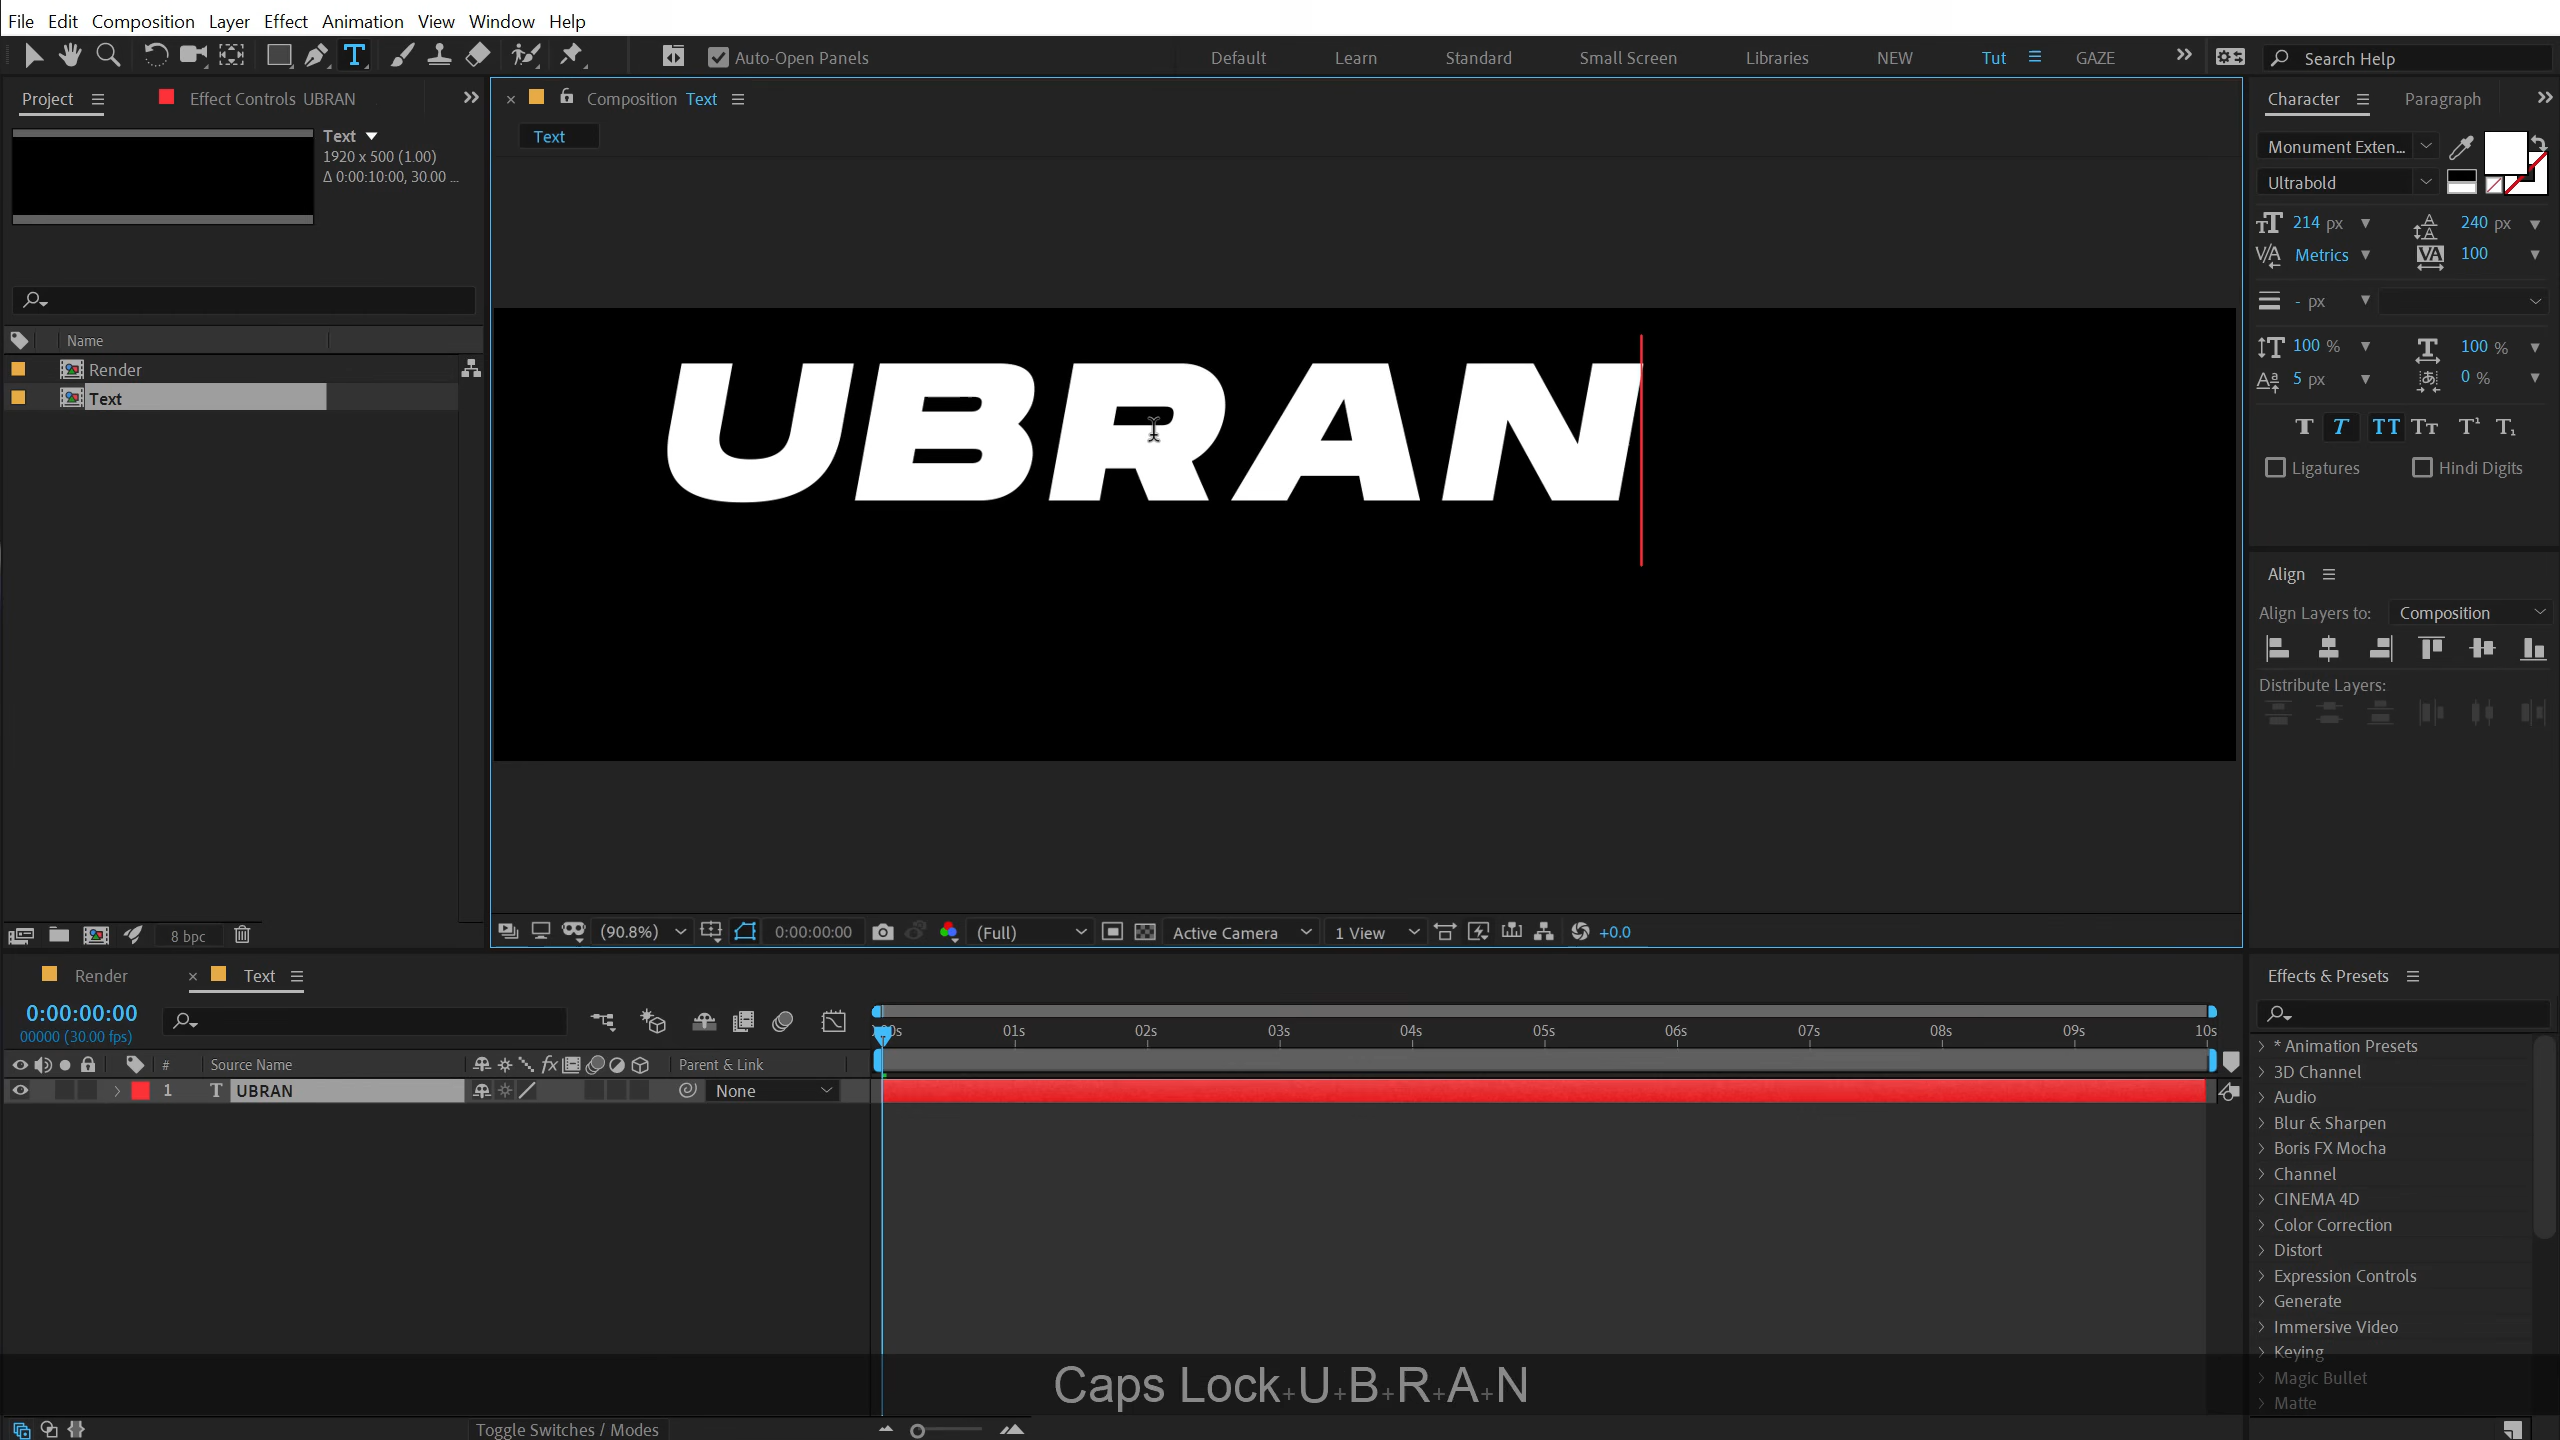 File Edit Composition Layer Effect Animation View Window Help
Auto-Open Panels Default Learn Standard Small Screen Libraries NEW Tut GAZE Search Help
Project Effect Controls UBRAN
Text
1920 x 500 (1.00)
Δ 0:00:10:00, 30.00 ...
Name
Render
Text
8 bpc
Composition Text
Text
UBRAN
(90.8%) 0:00:00:00 (Full) Active Camera 1 View +0.0
Character Paragraph
Monument Exten...
Ultrabold
214 px 240 px
Metrics 100
- px
100 % 100 %
5 px 0 %
Ligatures Hindi Digits
Align
Align Layers to: Composition
Distribute Layers:
Render Text
0:00:00:00
00000 (30.00 fps)
01s 02s 03s 04s 05s 06s 07s 08s 09s 10s
# Source Name Parent & Link
1 T UBRAN None
Toggle Switches / Modes
Effects & Presets
* Animation Presets
3D Channel
Audio
Blur & Sharpen
Boris FX Mocha
Channel
CINEMA 4D
Color Correction
Distort
Expression Controls
Generate
Immersive Video
Keying
Magic Bullet
Matte
Caps Lock+U+B+R+A+N